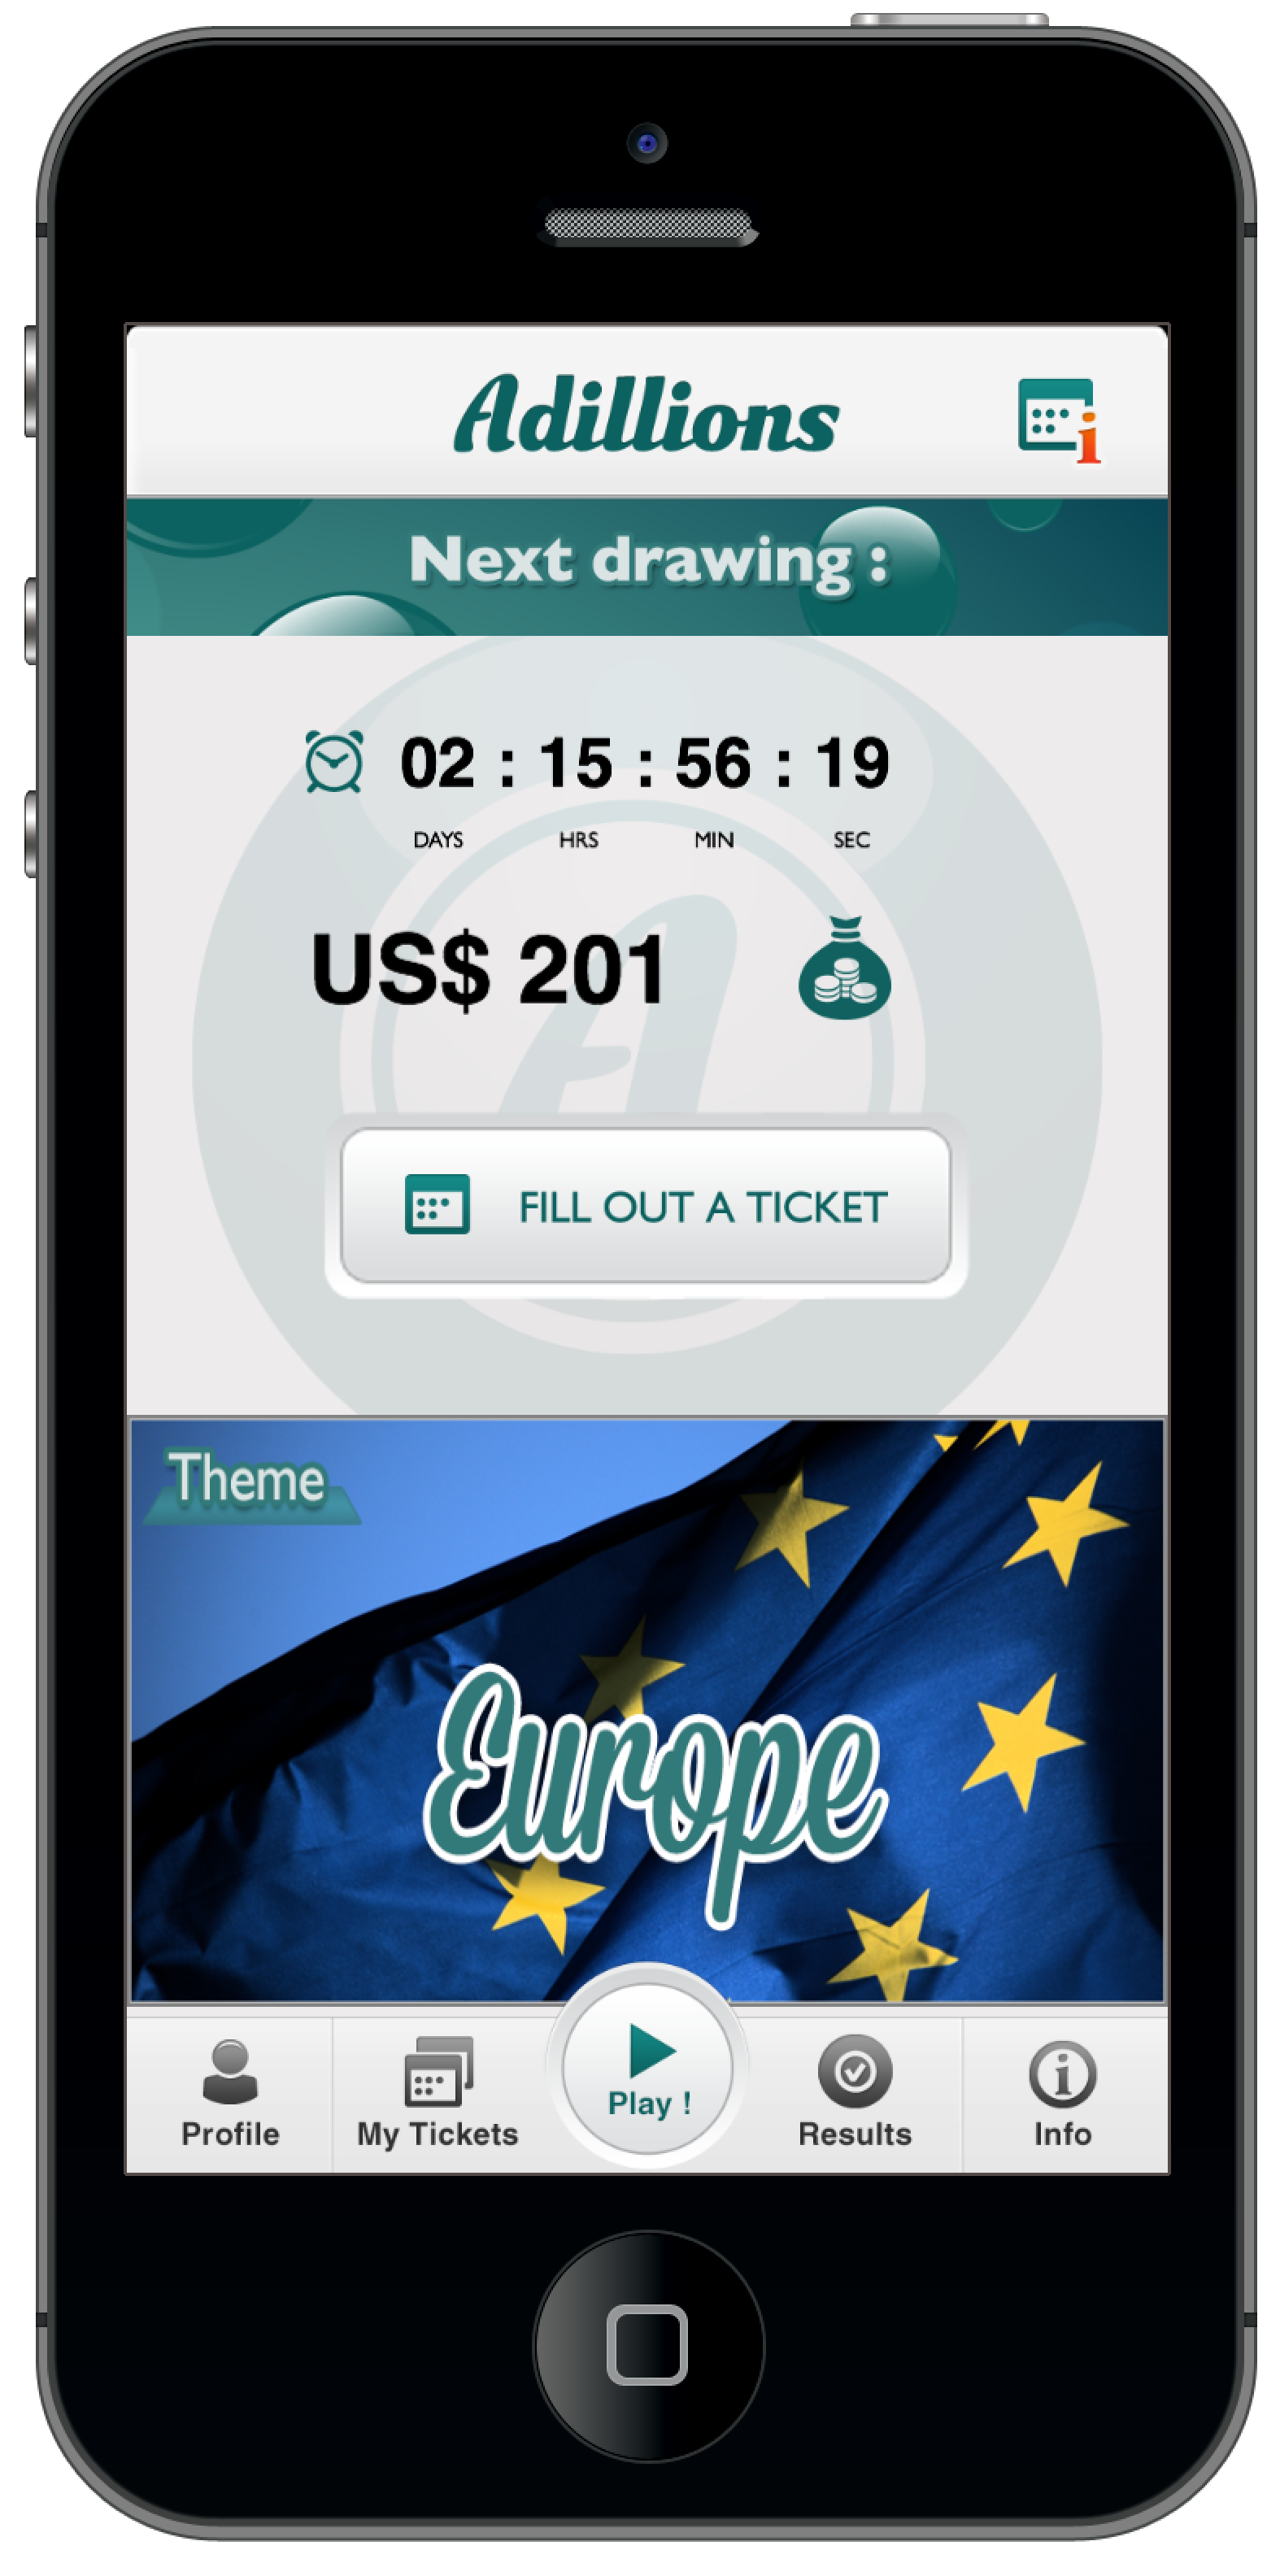 Adillions
Next drawing :
02 : 15 : 56 : 19
DAYS HRS MIN SEC
US$ 201
FILL OUT A TICKET
Theme
Europe
Profile My Tickets Play ! Results Info